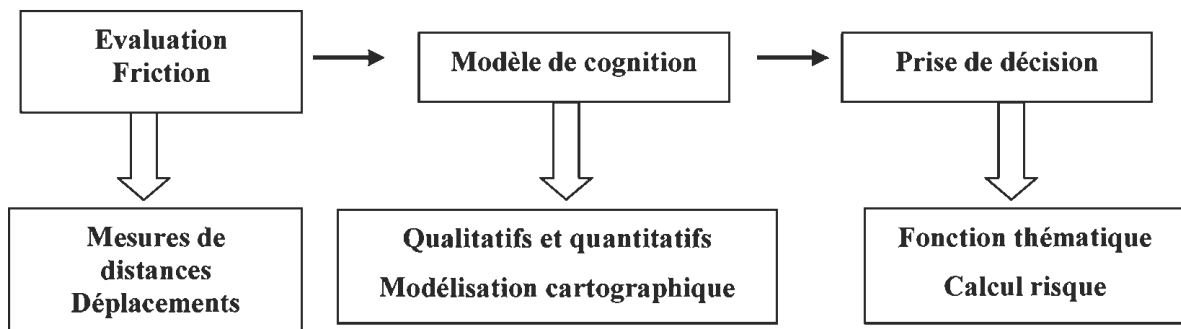 Evaluation
Friction
Modèle de cognition
Prise de décision
Mesures de
distances
Déplacements
Qualitatifs et quantitatifs
Modélisation cartographique
Fonction thématique
Calcul risque